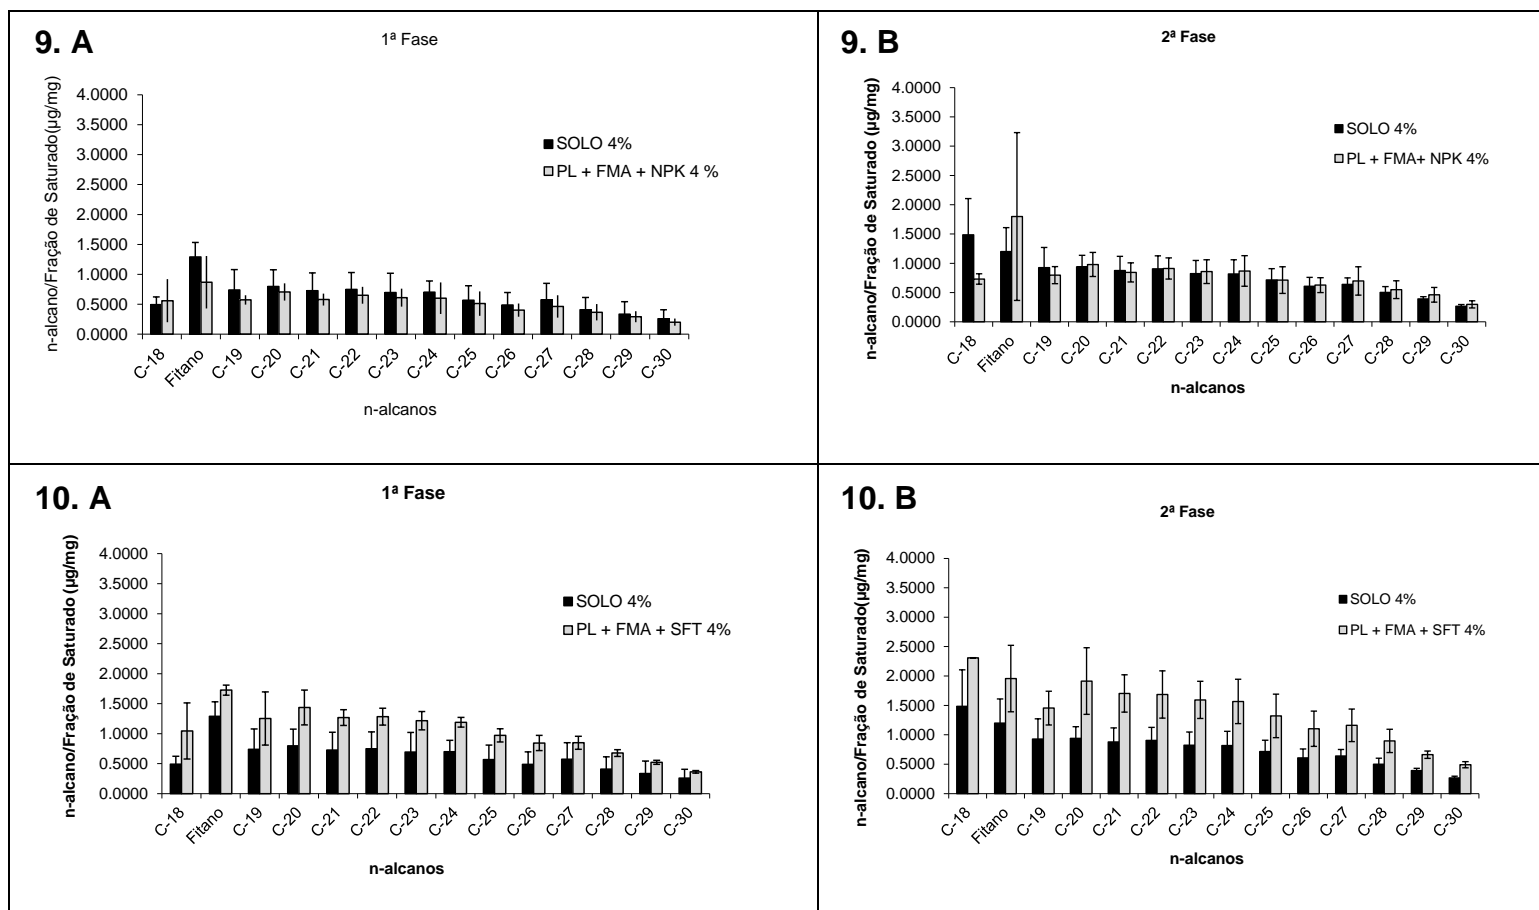 9. A
1ª Fase
n-alcano/Fração de Saturado(µg/mg)
4.0000
3.5000
3.0000
2.5000
2.0000
1.5000
1.0000
0.5000
0.0000
SOLO 4%
PL + FMA + NPK 4 %
C-18
Fitano
C-19
C-20
C-21
C-22
C-23
C-24
C-25
C-26
C-27
C-28
C-29
C-30
n-alcanos
9. B
2ª Fase
n-alcano/Fração de Saturado (µg/mg)
4.0000
3.5000
3.0000
2.5000
2.0000
1.5000
1.0000
0.5000
0.0000
SOLO 4%
PL + FMA+ NPK 4%
C-18
Fitano
C-19
C-20
C-21
C-22
C-23
C-24
C-25
C-26
C-27
C-28
C-29
C-30
n-alcanos
10. A
1ª Fase
n-alcano/Fração de Saturado (µg/mg)
4.0000
3.5000
3.0000
2.5000
2.0000
1.5000
1.0000
0.5000
0.0000
SOLO 4%
PL + FMA + SFT 4%
C-18
Fitano
C-19
C-20
C-21
C-22
C-23
C-24
C-25
C-26
C-27
C-28
C-29
C-30
n-alcanos
10. B
2ª Fase
n-alcano/Fração de Saturado(µg/mg)
4.0000
3.5000
3.0000
2.5000
2.0000
1.5000
1.0000
0.5000
0.0000
SOLO 4%
PL + FMA + SFT 4%
C-18
Fitano
C-19
C-20
C-21
C-22
C-23
C-24
C-25
C-26
C-27
C-28
C-29
C-30
n-alcanos